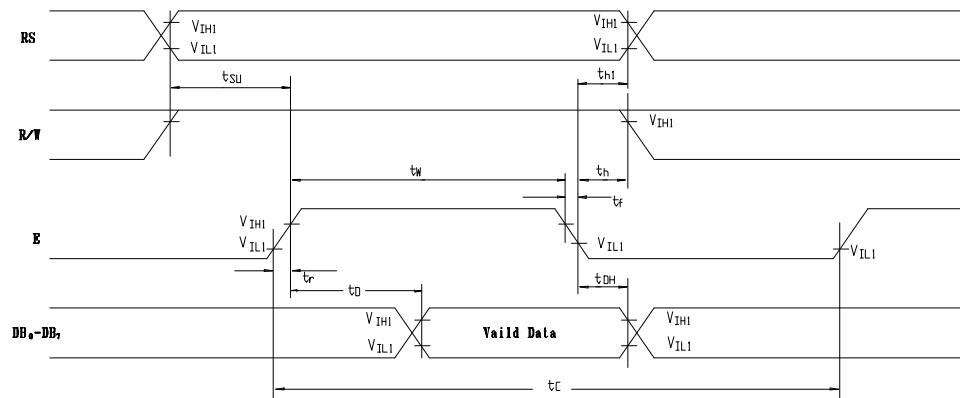 RS
VIH1
VIL1
VIH1
VIL1
tSU
th1
R/W
VIH1
tW
th
tf
E
VIH1
VIL1
VIL1
VIL1
tr
tD
tDH
DB0-DB7
VIH1
VIL1
Vaild Data
VIH1
VIL1
tC